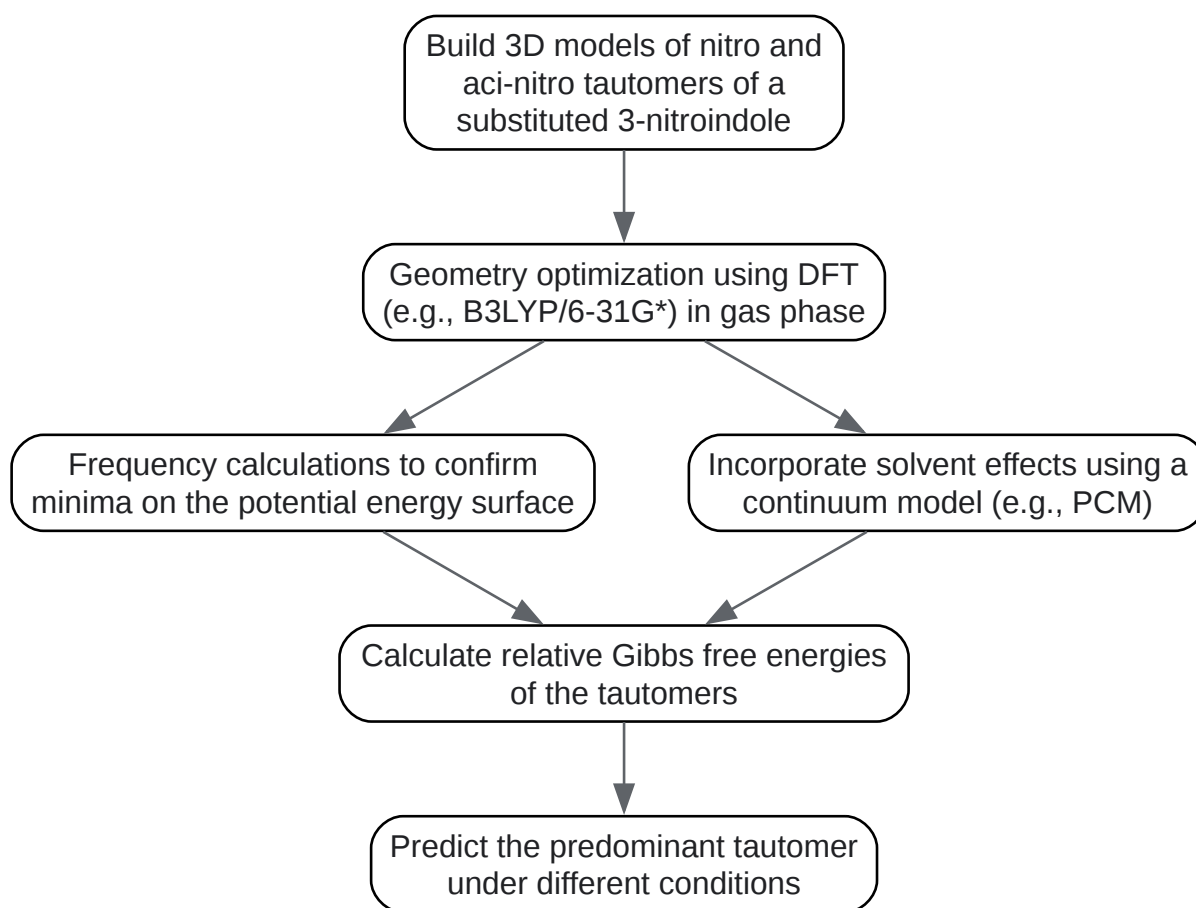 Build 3D models of nitro and
aci-nitro tautomers of a
substituted 3-nitroindole
Geometry optimization using DFT
(e.g., B3LYP/6-31G*) in gas phase
Frequency calculations to confirm
minima on the potential energy surface
Incorporate solvent effects using a
continuum model (e.g., PCM)
Calculate relative Gibbs free energies
of the tautomers
Predict the predominant tautomer
under different conditions